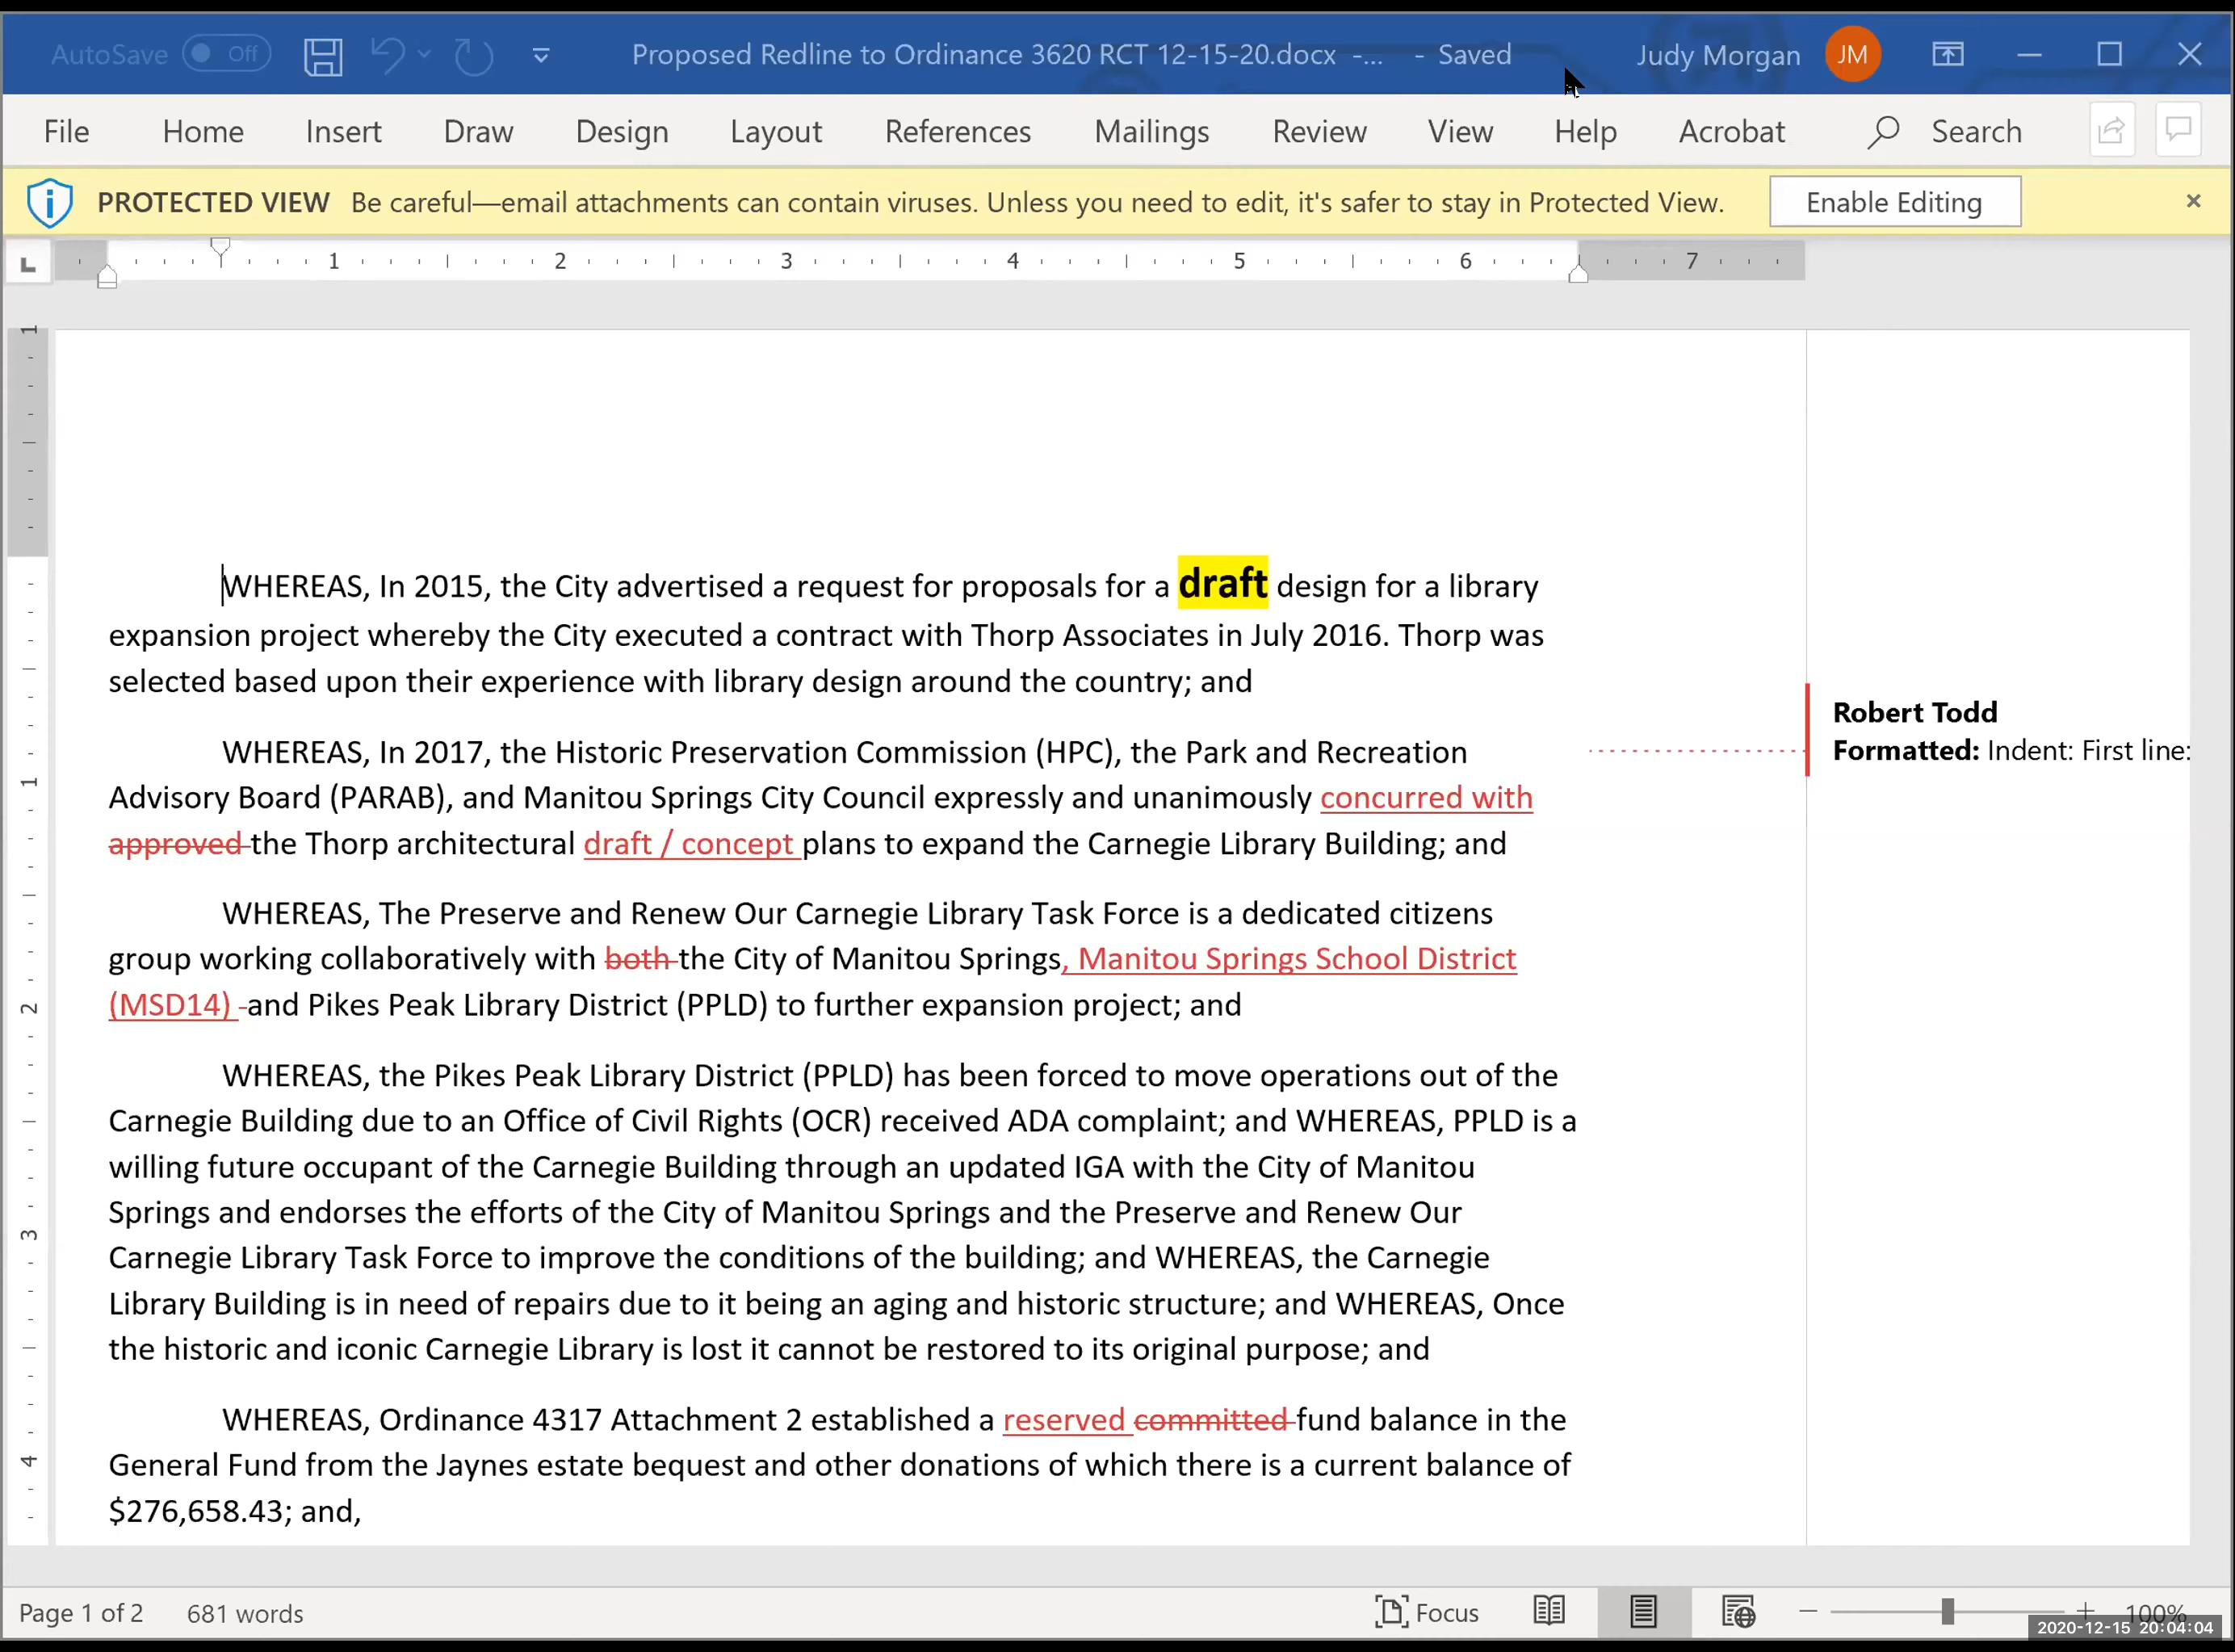 AutoSave Off Proposed Redline to Ordinance 3620 RCT 12-15-20.docx -... - Saved Judy Morgan JM
File Home Insert Draw Design Layout References Mailings Review View Help Acrobat Search
PROTECTED VIEW Be careful—email attachments can contain viruses. Unless you need to edit, it's safer to stay in Protected View. Enable Editing
1 2 3 4 5 6 7
WHEREAS, In 2015, the City advertised a request for proposals for a draft design for a library
expansion project whereby the City executed a contract with Thorp Associates in July 2016. Thorp was
selected based upon their experience with library design around the country; and
WHEREAS, In 2017, the Historic Preservation Commission (HPC), the Park and Recreation
Advisory Board (PARAB), and Manitou Springs City Council expressly and unanimously concurred with
approved the Thorp architectural draft / concept plans to expand the Carnegie Library Building; and
WHEREAS, The Preserve and Renew Our Carnegie Library Task Force is a dedicated citizens
group working collaboratively with both the City of Manitou Springs, Manitou Springs School District
(MSD14) and Pikes Peak Library District (PPLD) to further expansion project; and
WHEREAS, the Pikes Peak Library District (PPLD) has been forced to move operations out of the
Carnegie Building due to an Office of Civil Rights (OCR) received ADA complaint; and WHEREAS, PPLD is a
willing future occupant of the Carnegie Building through an updated IGA with the City of Manitou
Springs and endorses the efforts of the City of Manitou Springs and the Preserve and Renew Our
Carnegie Library Task Force to improve the conditions of the building; and WHEREAS, the Carnegie
Library Building is in need of repairs due to it being an aging and historic structure; and WHEREAS, Once
the historic and iconic Carnegie Library is lost it cannot be restored to its original purpose; and
WHEREAS, Ordinance 4317 Attachment 2 established a reserved committed fund balance in the
General Fund from the Jaynes estate bequest and other donations of which there is a current balance of
$276,658.43; and,
Robert Todd
Formatted: Indent: First line:
1
1
2
3
4
Page 1 of 2 681 words Focus 100%
2020-12-15 20:04:04